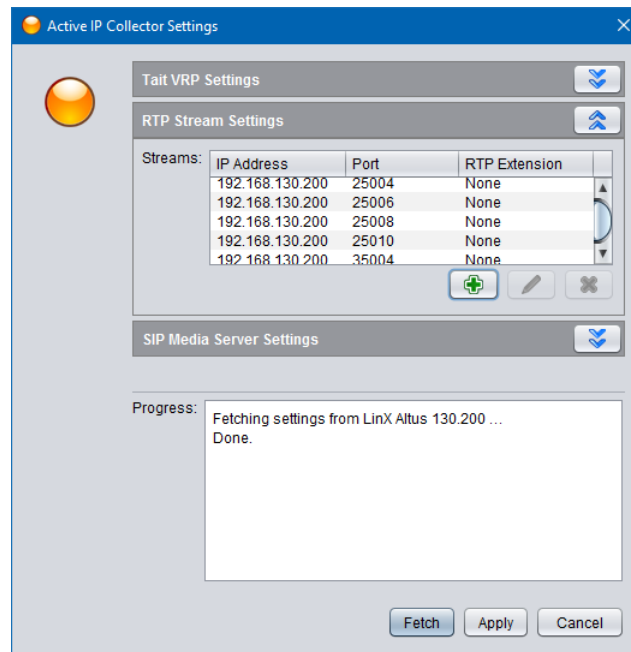 Active IP Collector Settings
Tait VRP Settings
RTP Stream Settings
Streams:
IP Address Port RTP Extension
192.168.130.200 25004 None
192.168.130.200 25006 None
192.168.130.200 25008 None
192.168.130.200 25010 None
192.168.130.200 35004 None
SIP Media Server Settings
Progress:
Fetching settings from LinX Altus 130.200 ...
Done.
Fetch Apply Cancel